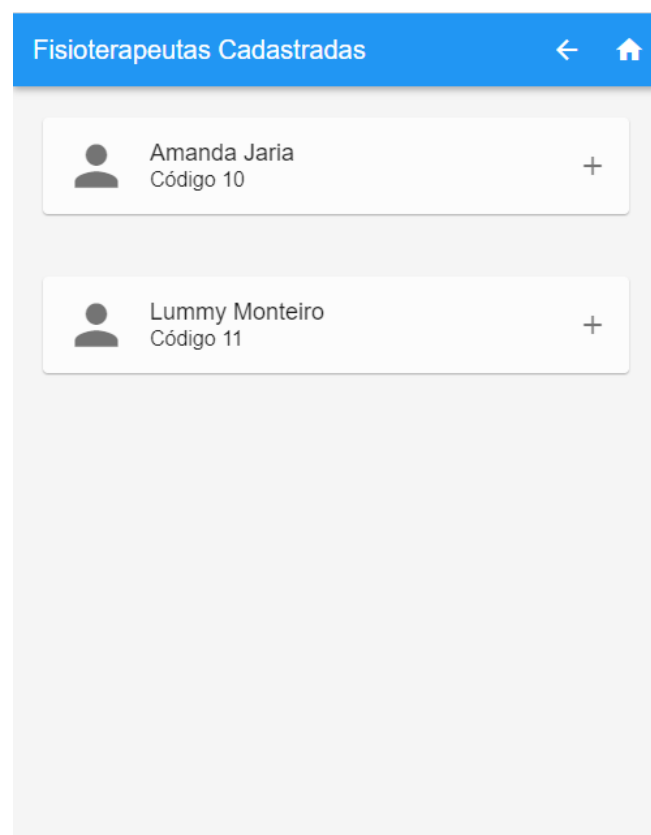 Fisioterapeutas Cadastradas
Amanda Jaria
Código 10
Lummy Monteiro
Código 11